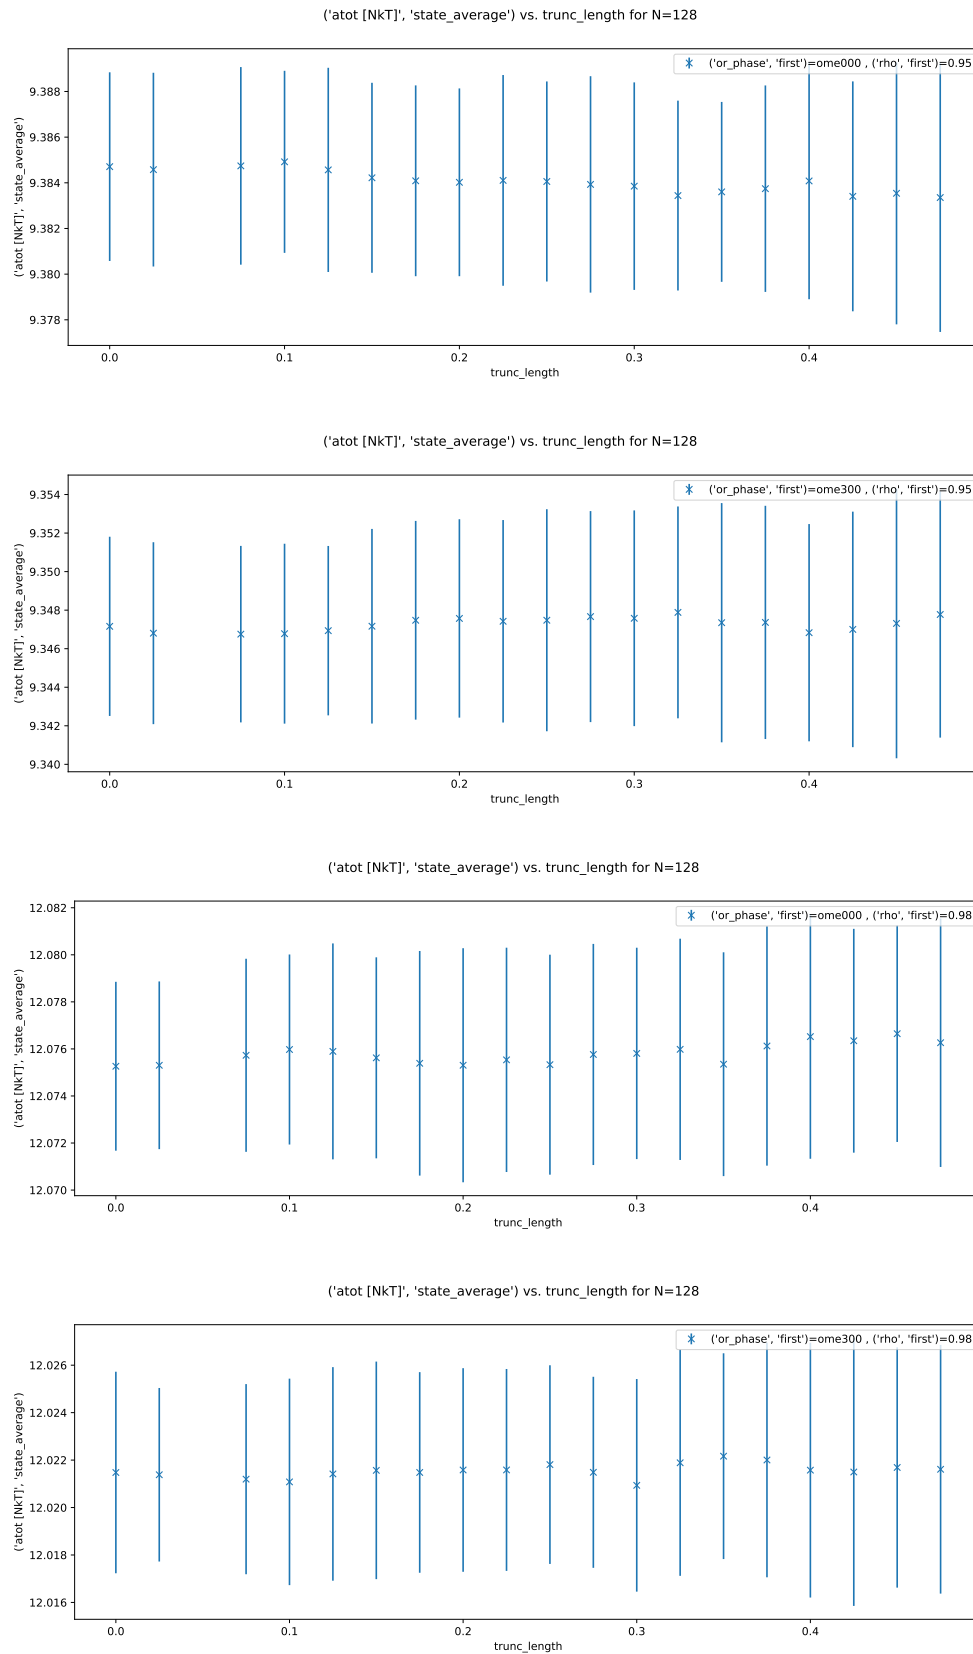 ('atot [NkT]', 'state_average') vs. trunc_length for N=128
('or_phase', 'first')=ome000 , ('rho', 'first')=0.95
9.388
9.386
9.384
9.382
9.380
9.378
('atot [NkT]', 'state_average')
0.0 0.1 0.2 0.3 0.4
trunc_length
('atot [NkT]', 'state_average') vs. trunc_length for N=128
('or_phase', 'first')=ome300 , ('rho', 'first')=0.95
9.354
9.352
9.350
9.348
9.346
9.344
9.342
9.340
('atot [NkT]', 'state_average')
0.0 0.1 0.2 0.3 0.4
trunc_length
('atot [NkT]', 'state_average') vs. trunc_length for N=128
('or_phase', 'first')=ome000 , ('rho', 'first')=0.98
12.082
12.080
12.078
12.076
12.074
12.072
12.070
('atot [NkT]', 'state_average')
0.0 0.1 0.2 0.3 0.4
trunc_length
('atot [NkT]', 'state_average') vs. trunc_length for N=128
('or_phase', 'first')=ome300 , ('rho', 'first')=0.98
12.026
12.024
12.022
12.020
12.018
12.016
('atot [NkT]', 'state_average')
0.0 0.1 0.2 0.3 0.4
trunc_length